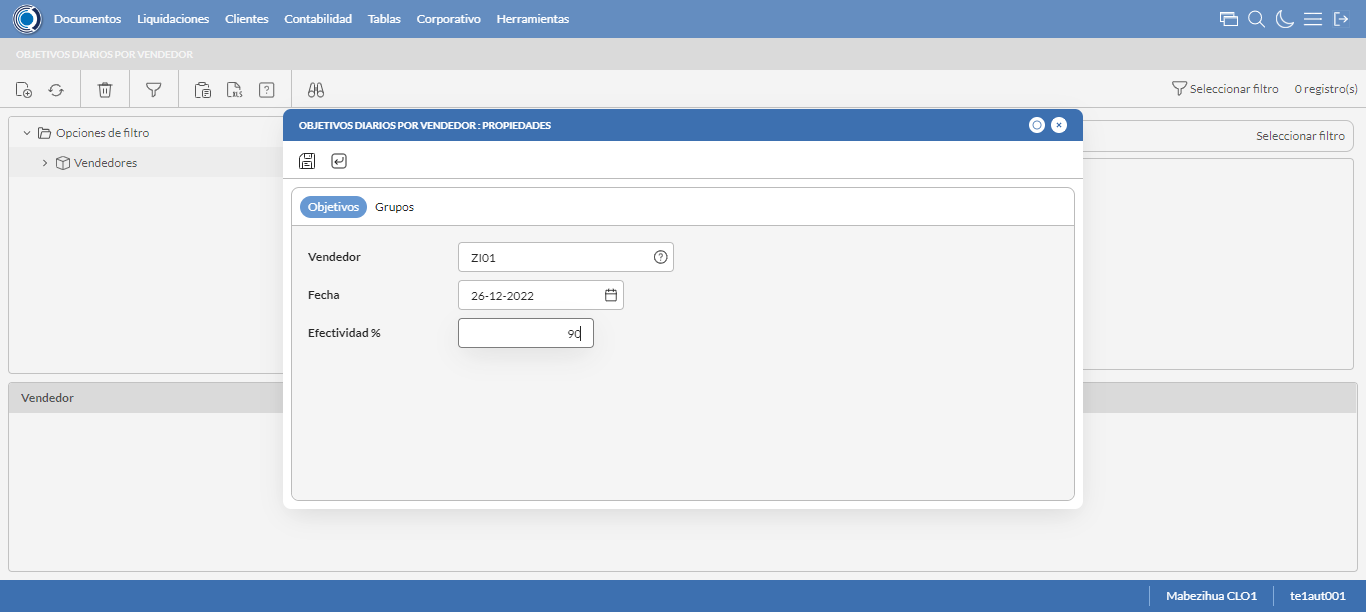 Documentos Liquidaciones Clientes Contabilidad Tablas Corporativo Herramientas
OBJETIVOS DIARIOS POR VENDEDOR
XLS ? Seleccionar filtro 0 registro(s)
Opciones de filtro
Vendedores
Seleccionar filtro
OBJETIVOS DIARIOS POR VENDEDOR : PROPIEDADES
Objetivos Grupos
Vendedor ZI01 ?
Fecha 26-12-2022
Efectividad % 90
Vendedor
Mabezihua CLO1 te1aut001